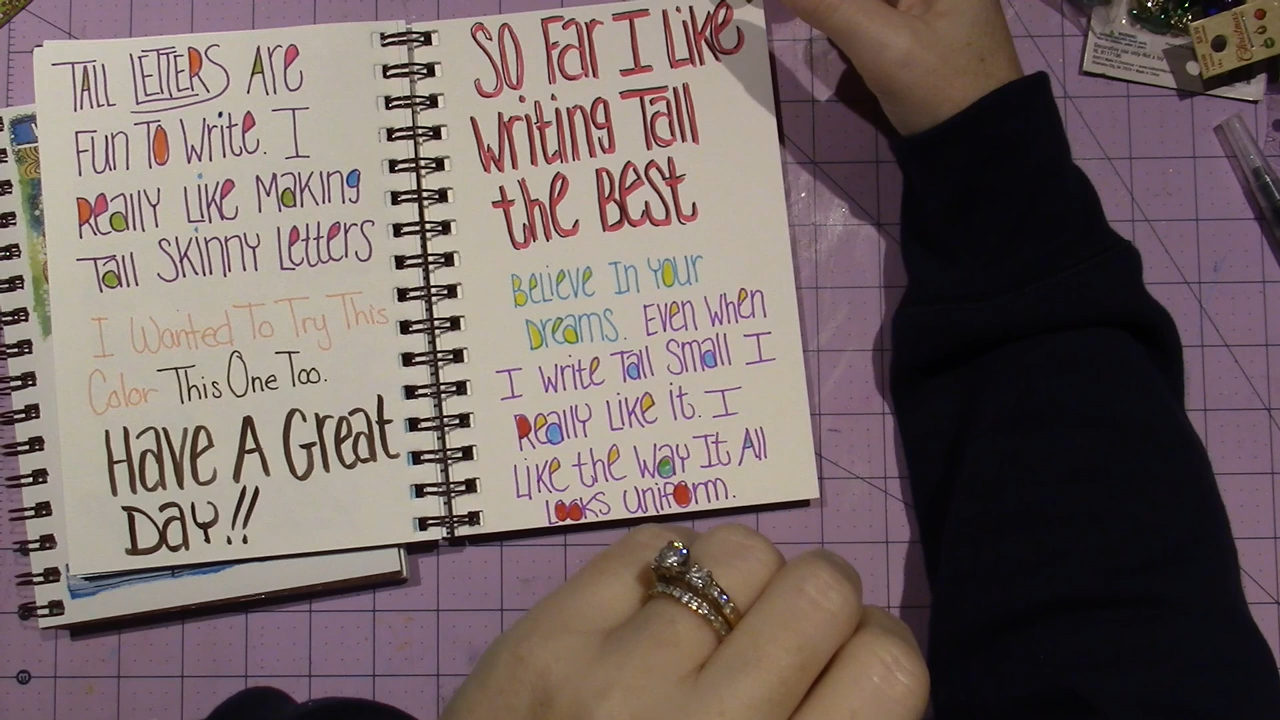 TALL LETTERS ARe
FUN To Write. I
Really Like MAKING
Tall SKINNY Letters
I Wanted To Try This
Color This One Too.
HAVe A Great
DAY!!
SO Far I Like
Writing Tall
the BEST
Believe In Your
Dreams. Even When
I write Tall Small I
Really Like it. I
Like the Way It All
Looks Uniform.